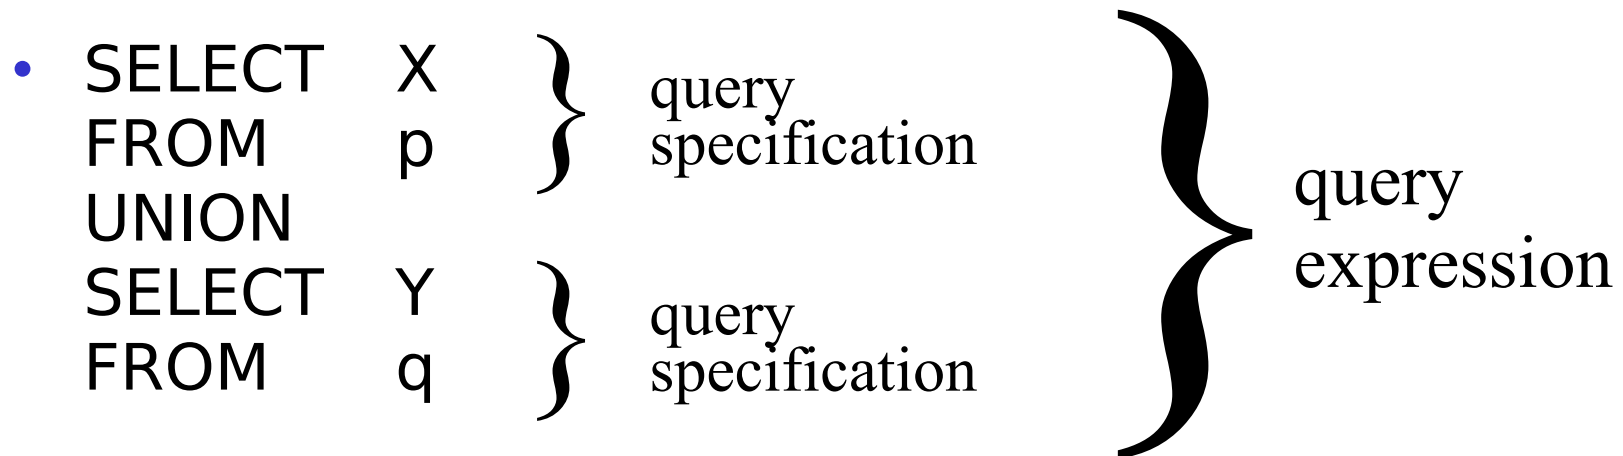 • SELECT X
FROM p
UNION
SELECT Y
FROM q
query
specification
query
specification
query
expression